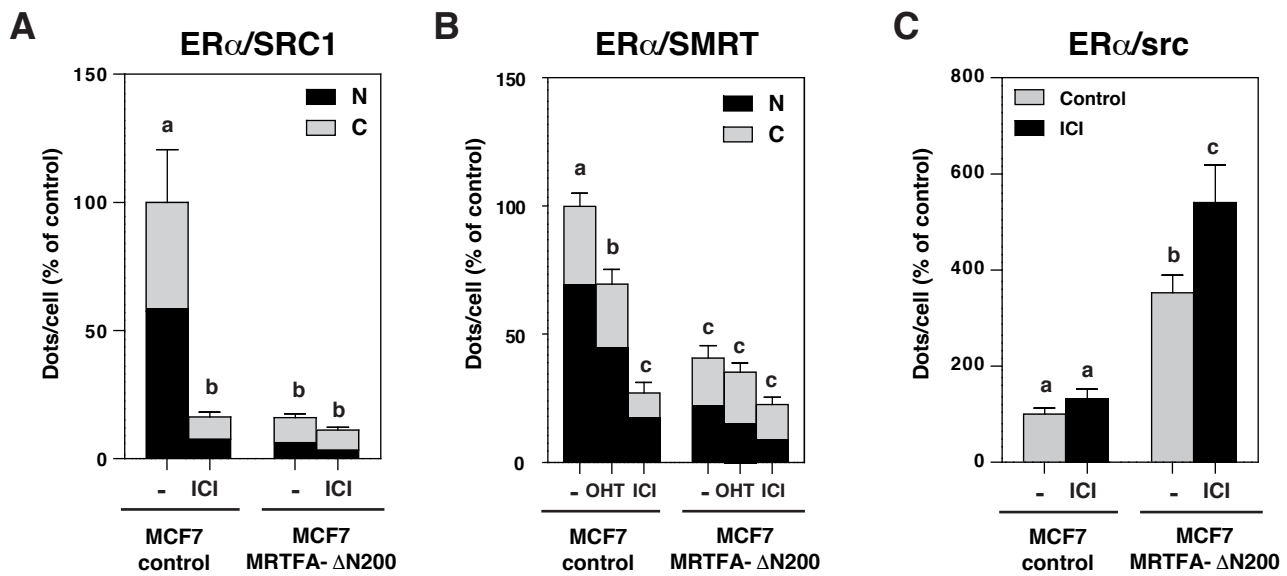 A
ERα/SRC1
Dots/cell (% of control)
150
100
50
0
N
C
a
b
b
b
- ICI - ICI
MCF7 control
MCF7 MRTFA- ΔN200
B
ERα/SMRT
Dots/cell (% of control)
150
100
50
0
N
C
a
b
c
c
c
c
- OHT ICI - OHT ICI
MCF7 control
MCF7 MRTFA- ΔN200
C
ERα/src
Dots/cell (% of control)
800
600
400
200
0
Control
ICI
a
a
b
c
- ICI - ICI
MCF7 control
MCF7 MRTFA- ΔN200